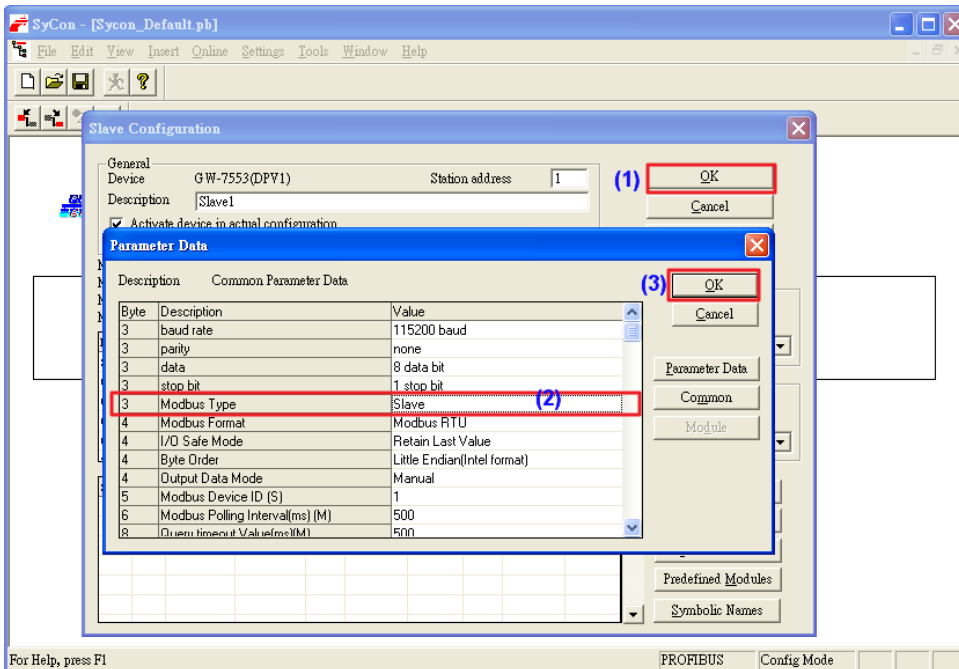 SyCon - [Sycon_Default.pb]
File Edit View Insert Online Settings Tools Window Help
Slave Configuration
General
Device GW-7553(DPV1) Station address 1 (1) OK
Description Slave1 Cancel
Activate device in actual configuration
Parameter Data
Description Common Parameter Data (3) OK
Cancel
Byte Description Value
3 baud rate 115200 baud
3 parity none
3 data 8 data bit
3 stop bit 1 stop bit
3 Modbus Type Slave (2)
4 Modbus Format Modbus RTU
4 I/O Safe Mode Retain Last Value
4 Byte Order Little Endian(Intel format)
4 Output Data Mode Manual
5 Modbus Device ID (S) 1
6 Modbus Polling Interval(ms) (M) 500
8 Query timeout Value(ms)(M) 500
Parameter Data
Common
Module
Predefined Modules
Symbolic Names
For Help, press F1 PROFIBUS Config Mode